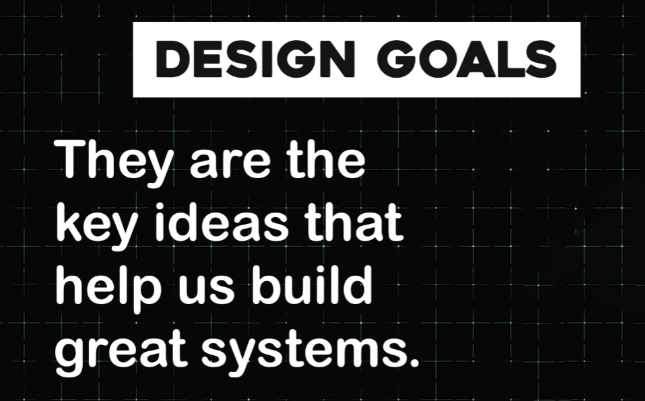 DESIGN GOALS
They are the
key ideas that
help us build
great systems.